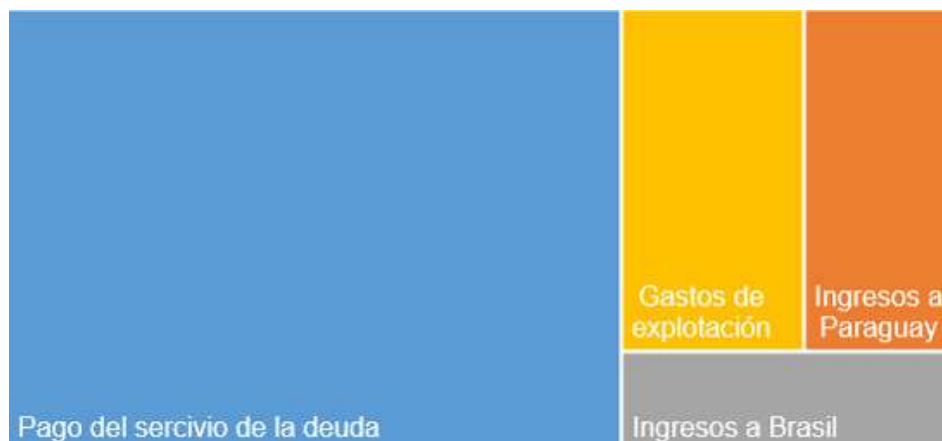 Gastos de
explotación
Ingresos a
Paraguay
Pago del sercivio de la deuda
Ingresos a Brasil